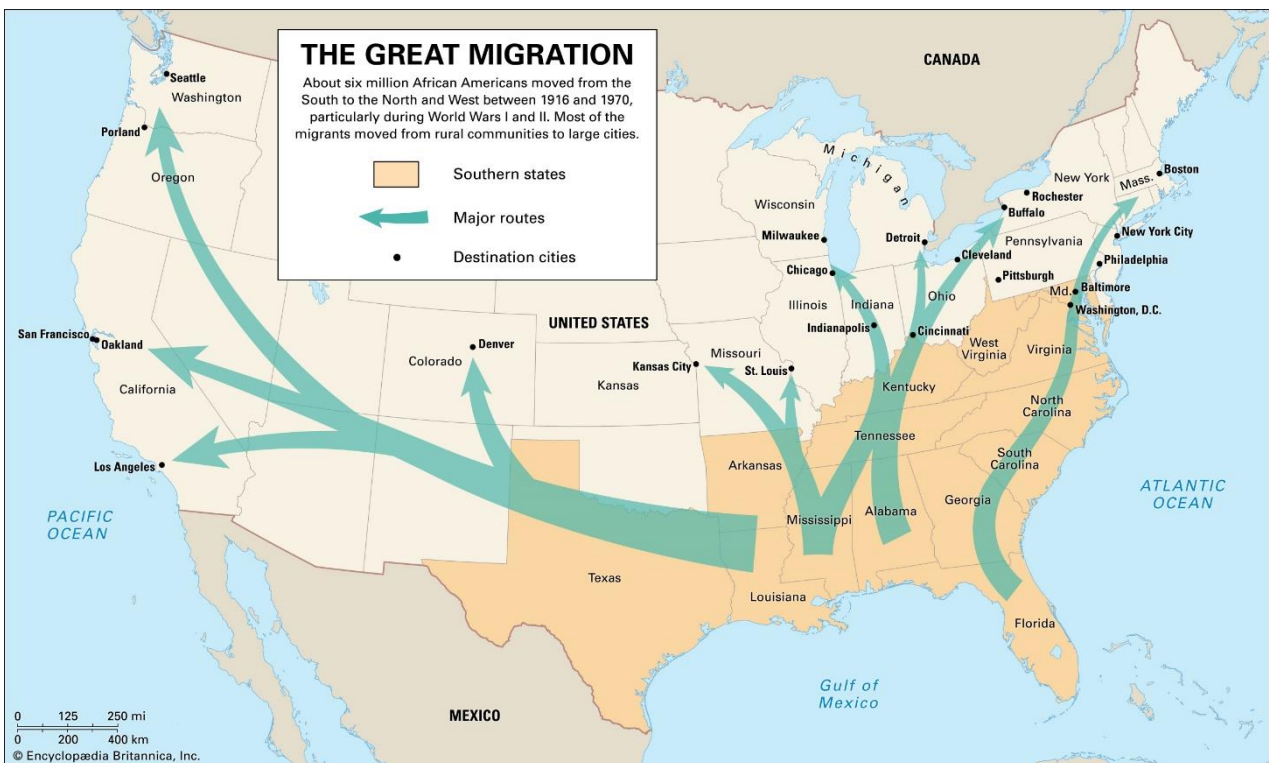 THE GREAT MIGRATION
About six million African Americans moved from the
South to the North and West between 1916 and 1970,
particularly during World Wars I and II. Most of the
migrants moved from rural communities to large cities.
Southern states
Major routes
Destination cities
CANADA
Seattle
Washington
Porland
Oregon
San Francisco
Oakland
California
Los Angeles
PACIFIC
OCEAN
UNITED STATES
Denver
Colorado
Kansas
Kansas City
Missouri
St. Louis
Wisconsin
Milwaukee
Michigan
Chicago
Detroit
Illinois
Indiana
Indianapolis
Ohio
Cincinnati
Cleveland
New York
Rochester
Buffalo
Mass.
Boston
New York City
Pennsylvania
Philadelphia
Pittsburgh
Md.
Baltimore
Washington, D.C.
West
Virginia
Virginia
Kentucky
North
Carolina
Tennessee
South
Carolina
Arkansas
Mississippi
Alabama
Georgia
Texas
Louisiana
Florida
ATLANTIC
OCEAN
Gulf of
Mexico
MEXICO
0 125 250 mi
0 200 400 km
© Encyclopædia Britannica, Inc.